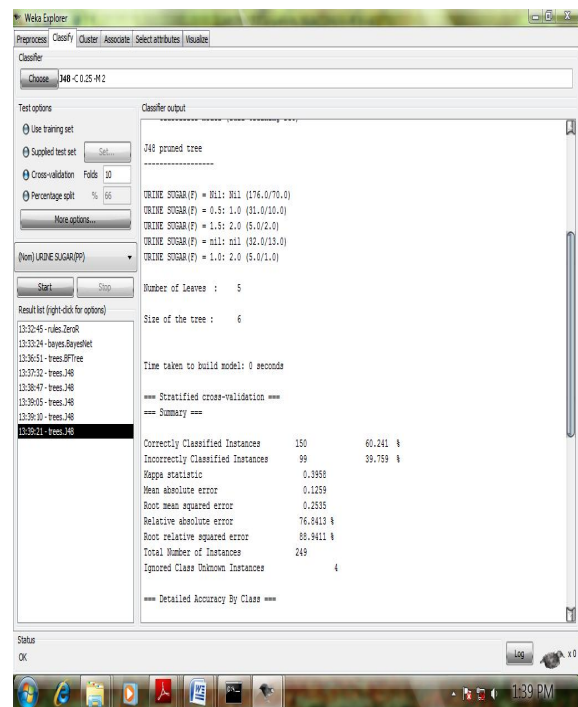 Weka Explorer
Preprocess Classify Cluster Associate Select attributes Visualize
Classifier
Choose J48 -C 0.25 -M 2
Test options
Use training set
Supplied test set Set...
Cross-validation Folds 10
Percentage split % 66
More options...
(Nom) URINE SUGAR(PP)
Start Stop
Result list (right-click for options)
13:32:45 - rules.ZeroR
13:33:24 - bayes.BayesNet
13:36:51 - trees.BFTree
13:37:32 - trees.J48
13:38:47 - trees.J48
13:39:05 - trees.J48
13:39:10 - trees.J48
13:39:21 - trees.J48
Classifier output
J48 pruned tree
------------------
URINE SUGAR(F) = Nil: Nil (176.0/70.0)
URINE SUGAR(F) = 0.5: 1.0 (31.0/10.0)
URINE SUGAR(F) = 1.5: 2.0 (5.0/2.0)
URINE SUGAR(F) = nil: nil (32.0/13.0)
URINE SUGAR(F) = 1.0: 2.0 (5.0/1.0)
Number of Leaves : 5
Size of the tree : 6
Time taken to build model: 0 seconds
=== Stratified cross-validation ===
=== Summary ===
Correctly Classified Instances 150 60.241 %
Incorrectly Classified Instances 99 39.759 %
Kappa statistic 0.3958
Mean absolute error 0.1259
Root mean squared error 0.2535
Relative absolute error 76.8413 %
Root relative squared error 88.9411 %
Total Number of Instances 249
Ignored Class Unknown Instances 4
=== Detailed Accuracy By Class ===
Status
OK
Log x 0
1:39 PM